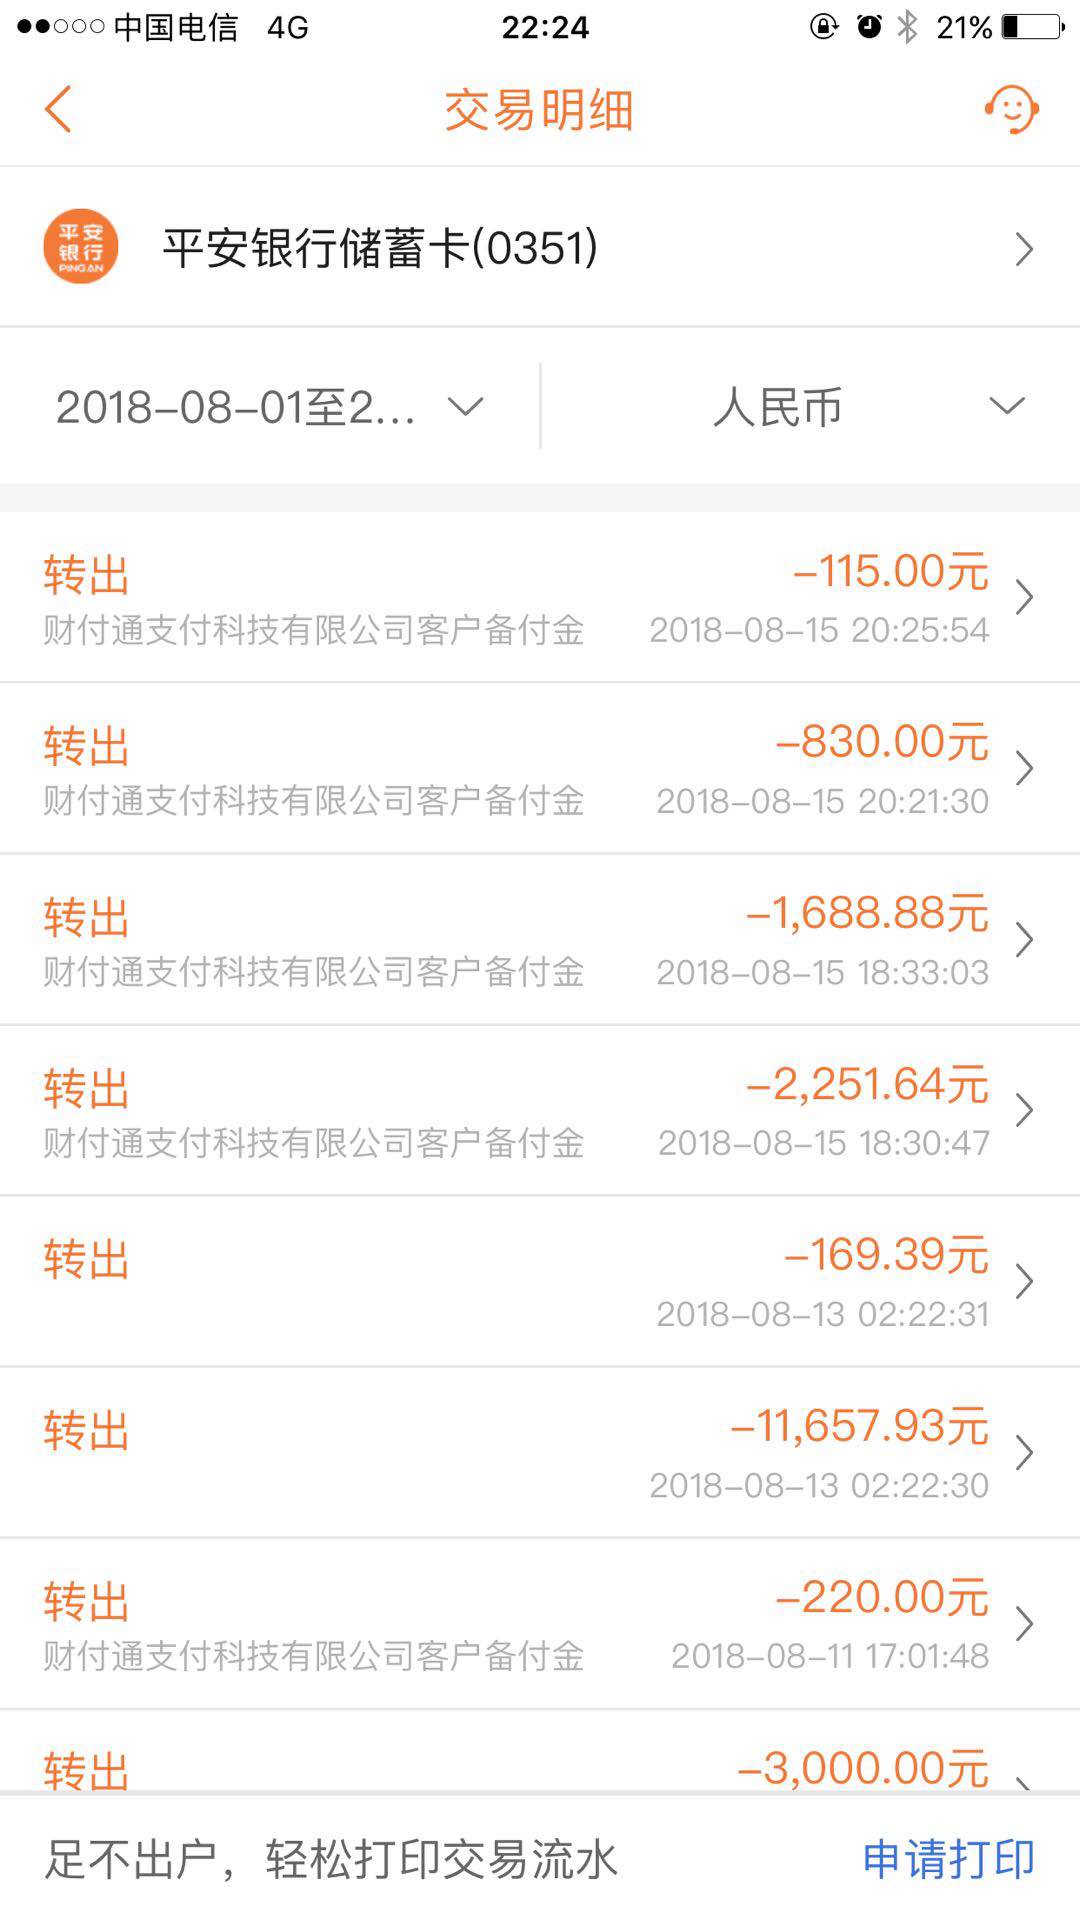 中国电信 4G 22:24 21%
交易明细
平安
银行
PING AN
平安银行储蓄卡(0351)
2018-08-01至2... 人民币
转出 -115.00元
财付通支付科技有限公司客户备付金 2018-08-15 20:25:54
转出 -830.00元
财付通支付科技有限公司客户备付金 2018-08-15 20:21:30
转出 -1,688.88元
财付通支付科技有限公司客户备付金 2018-08-15 18:33:03
转出 -2,251.64元
财付通支付科技有限公司客户备付金 2018-08-15 18:30:47
转出 -169.39元
2018-08-13 02:22:31
转出 -11,657.93元
2018-08-13 02:22:30
转出 -220.00元
财付通支付科技有限公司客户备付金 2018-08-11 17:01:48
转出 -3,000.00元
足不出户，轻松打印交易流水 申请打印